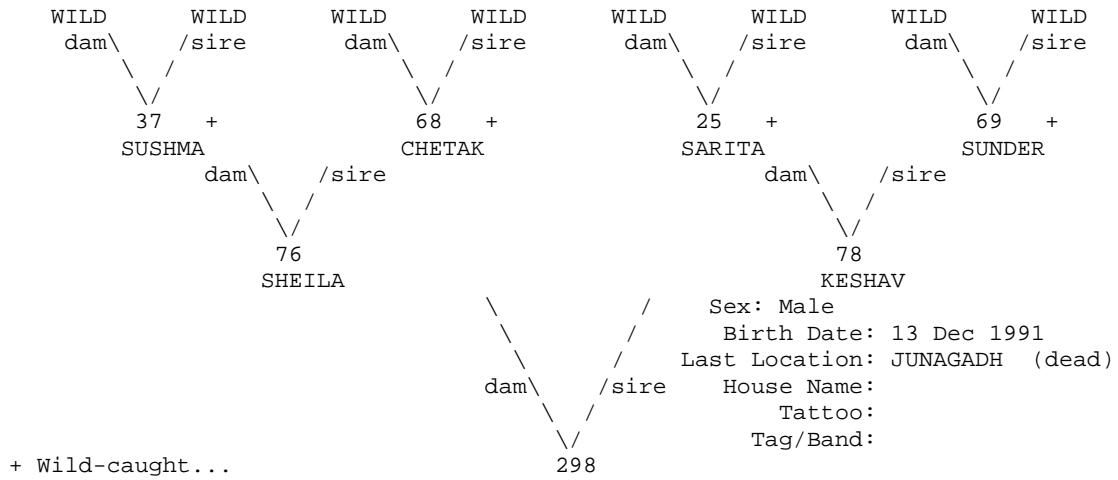 WILD WILD WILD WILD WILD WILD WILD WILD
dam\ /sire dam\ /sire dam\ /sire dam\ /sire
\ / \ / \ / \ /
\/ \/ \/ \/
37 + 68 + 25 + 69 +
SUSHMA CHETAK SARITA SUNDER
dam\ /sire dam\ /sire
\ / \ /
\/ \/
76 78
SHEILA KESHAV
\ / Sex: Male
\ / Birth Date: 13 Dec 1991
\ / Last Location: JUNAGADH (dead)
dam\ /sire House Name:
\ / Tattoo:
\/ Tag/Band:
+ Wild-caught... 298